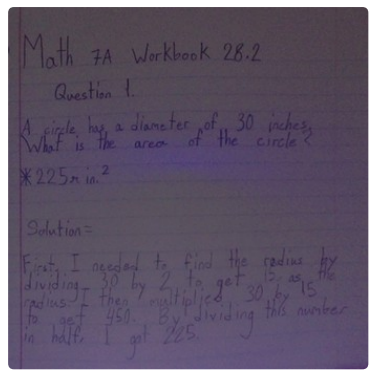 Math 7A Workbook 28.2
Question 1.
A circle has a diameter of 30 inches.
What is the area of the circle?
*225π in.²
Solution=
First, I needed to find the radius by
dividing 30 by 2 to get 15 as the
radius. I then multiplied 30 by 15
to get 450. By dividing this number
in half, I got 225.